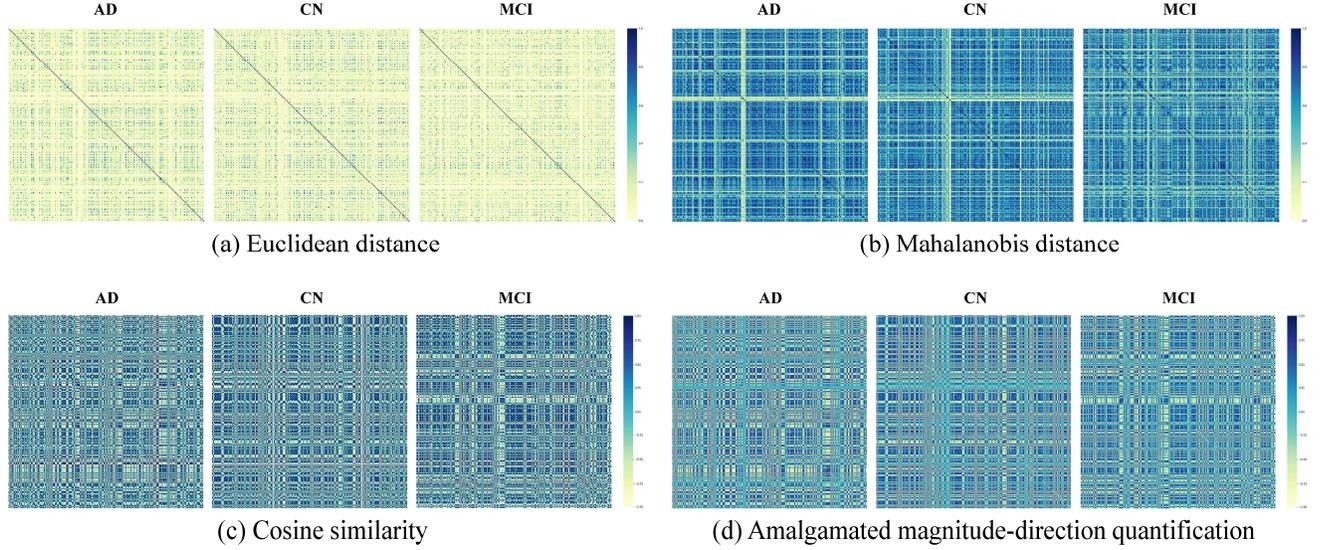 AD CN MCI AD CN MCI
(a) Euclidean distance (b) Mahalanobis distance
AD CN MCI AD CN MCI
(c) Cosine similarity (d) Amalgamated magnitude-direction quantification